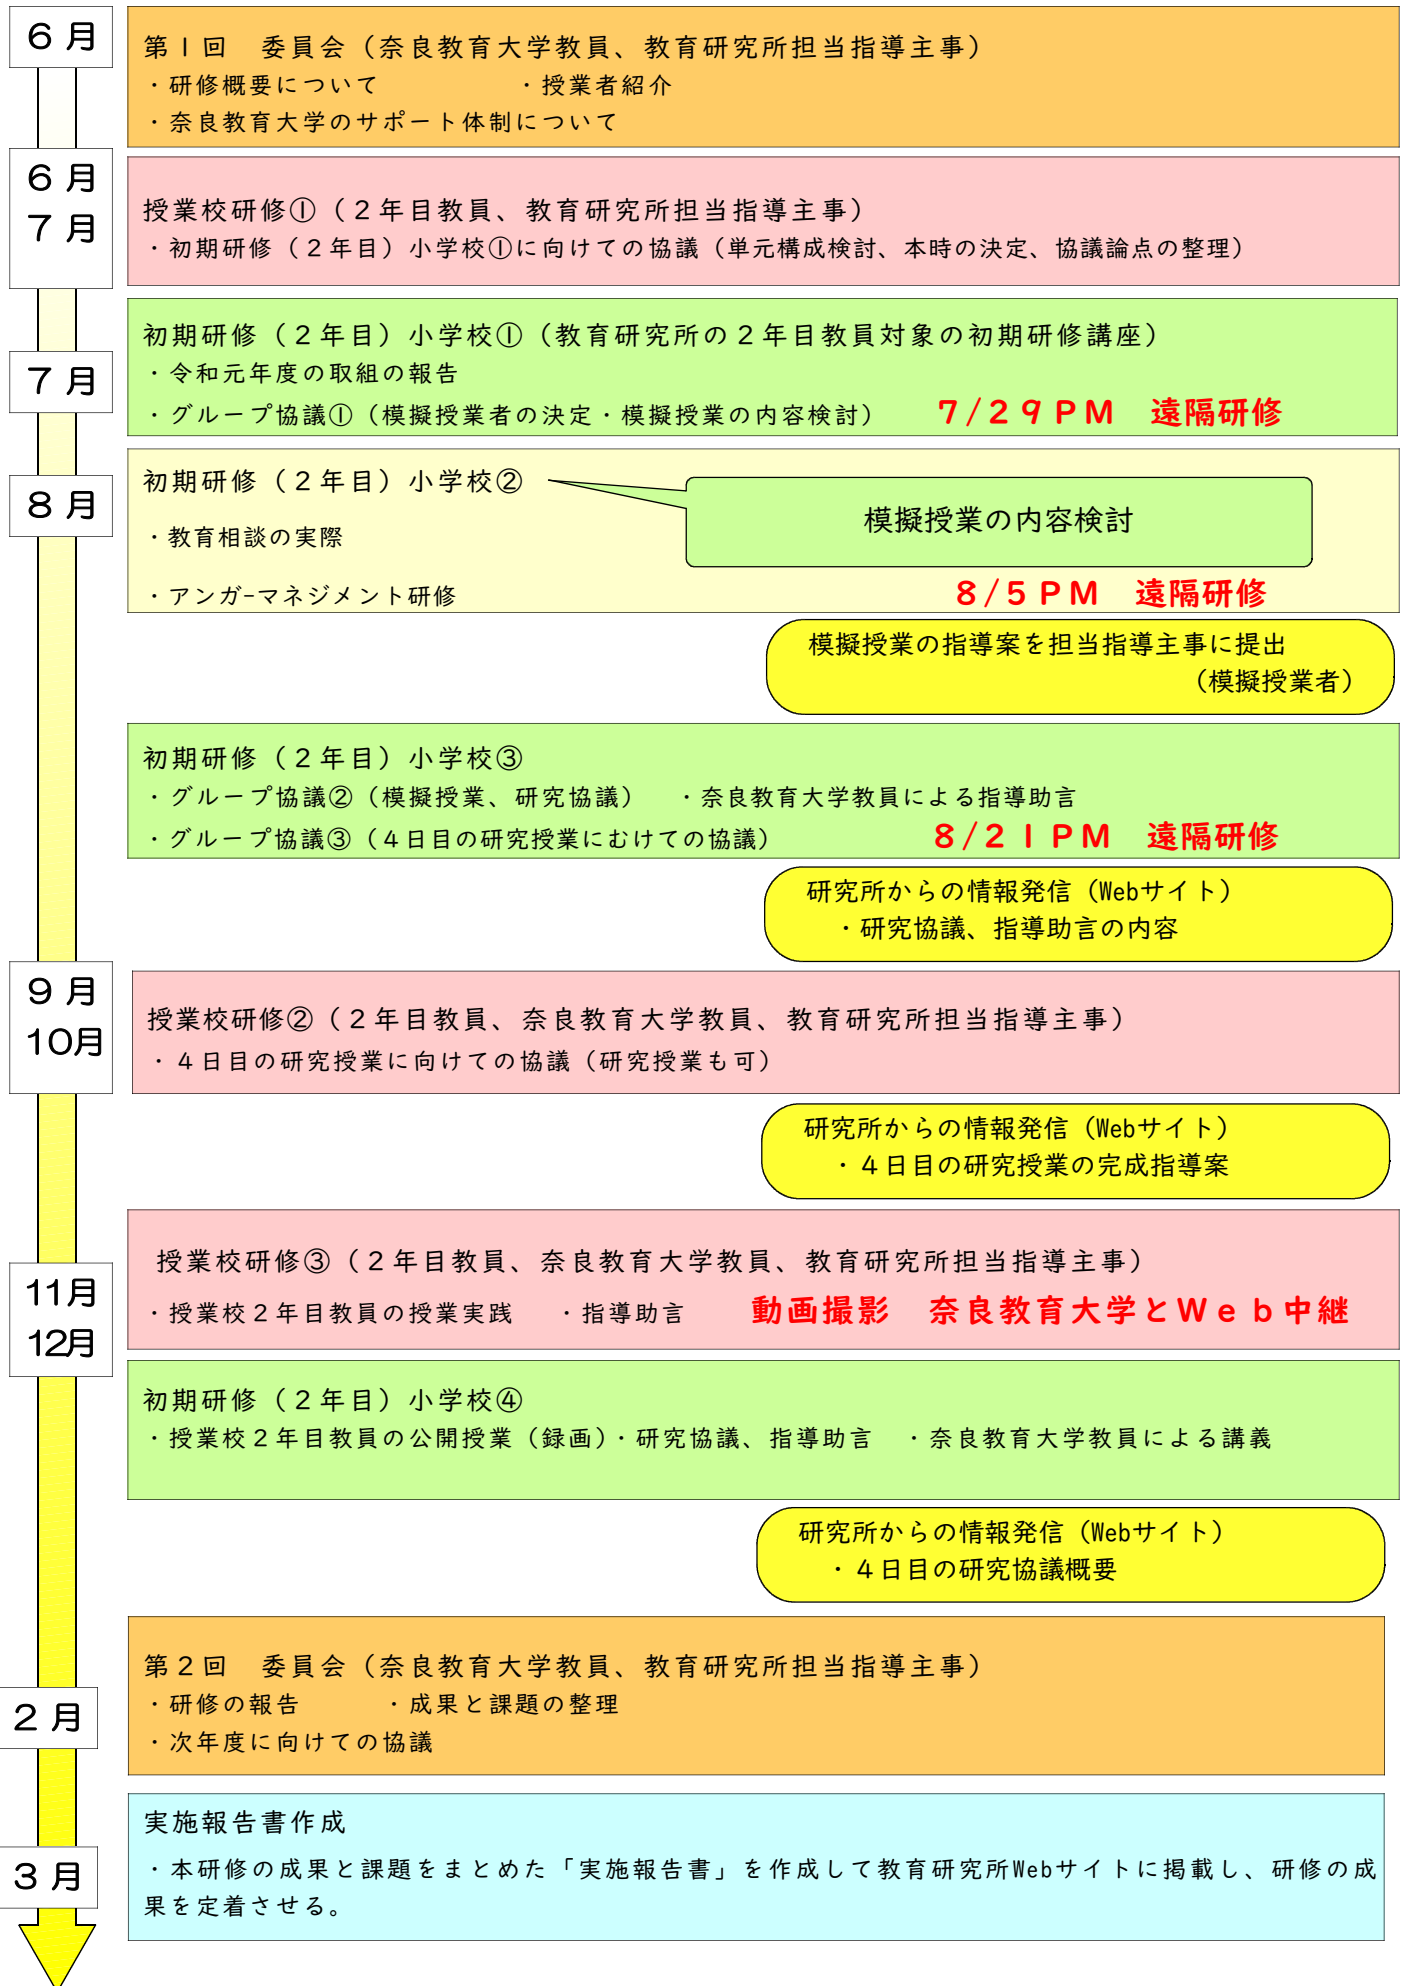 6月
第1回　委員会（奈良教育大学教員、教育研究所担当指導主事）
・研修概要について　　　　　・授業者紹介
・奈良教育大学のサポート体制について
6月
7月
授業校研修①（2年目教員、教育研究所担当指導主事）
・初期研修（2年目）小学校①に向けての協議（単元構成検討、本時の決定、協議論点の整理）
初期研修（2年目）小学校①（教育研究所の2年目教員対象の初期研修講座）
7月
・令和元年度の取組の報告
・グループ協議①（模擬授業者の決定・模擬授業の内容検討）　7/29PM　遠隔研修
初期研修（2年目）小学校②
8月
模擬授業の内容検討
・教育相談の実際
・アンガ-マネジメント研修　8/5PM　遠隔研修
模擬授業の指導案を担当指導主事に提出
（模擬授業者）
初期研修（2年目）小学校③
・グループ協議②（模擬授業、研究協議）　・奈良教育大学教員による指導助言
・グループ協議③（4日目の研究授業にむけての協議）　8/21PM　遠隔研修
研究所からの情報発信（Webサイト）
・研究協議、指導助言の内容
9月
10月
授業校研修②（2年目教員、奈良教育大学教員、教育研究所担当指導主事）
・4日目の研究授業に向けての協議（研究授業も可）
研究所からの情報発信（Webサイト）
・4日目の研究授業の完成指導案
授業校研修③（2年目教員、奈良教育大学教員、教育研究所担当指導主事）
11月
12月
・授業校2年目教員の授業実践　・指導助言　動画撮影　奈良教育大学とWeb中継
初期研修（2年目）小学校④
・授業校2年目教員の公開授業（録画）・研究協議、指導助言　・奈良教育大学教員による講義
研究所からの情報発信（Webサイト）
・4日目の研究協議概要
第2回　委員会（奈良教育大学教員、教育研究所担当指導主事）
2月
・研修の報告　　　・成果と課題の整理
・次年度に向けての協議
実施報告書作成
3月
・本研修の成果と課題をまとめた「実施報告書」を作成して教育研究所Webサイトに掲載し、研修の成
果を定着させる。